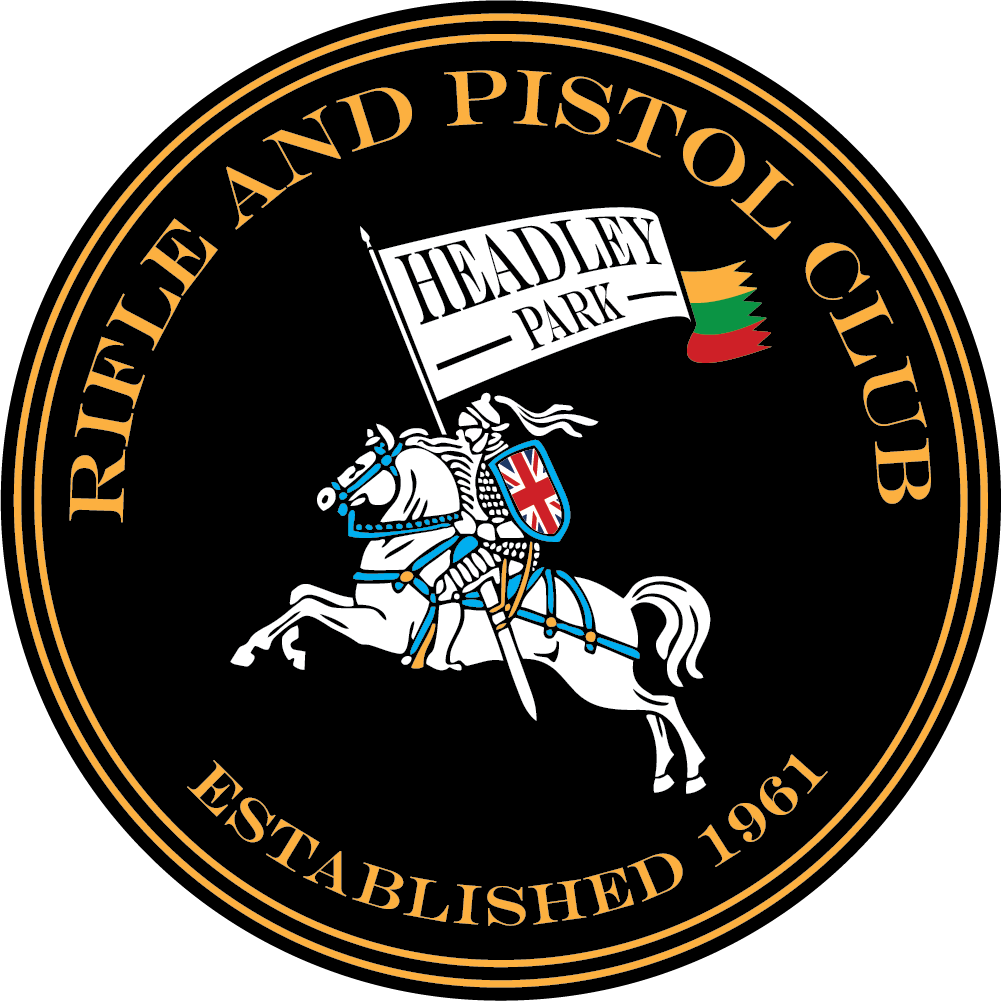 RIFLE AND PISTOL CLUB
HEADLEY
PARK
ESTABLISHED 1961